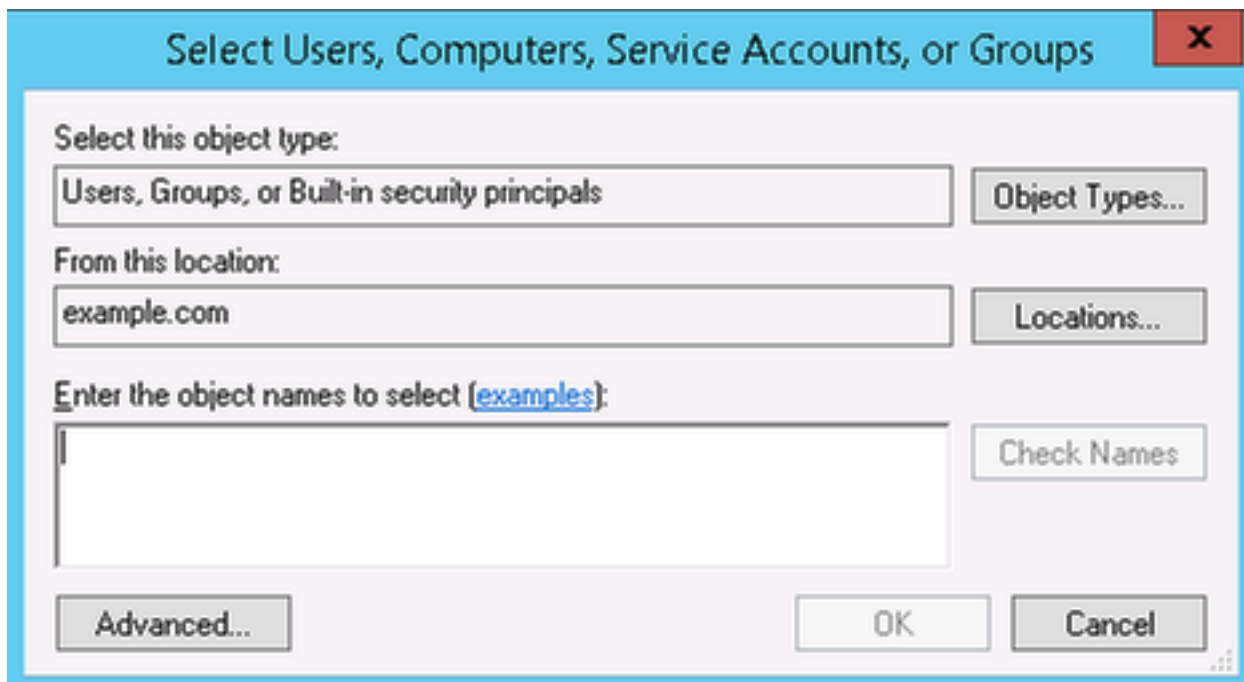 Select Users, Computers, Service Accounts, or Groups
x
Select this object type:
Users, Groups, or Built-in security principals
Object Types...
From this location:
example.com
Locations...
Enter the object names to select (examples):
Check Names
Advanced...
OK
Cancel